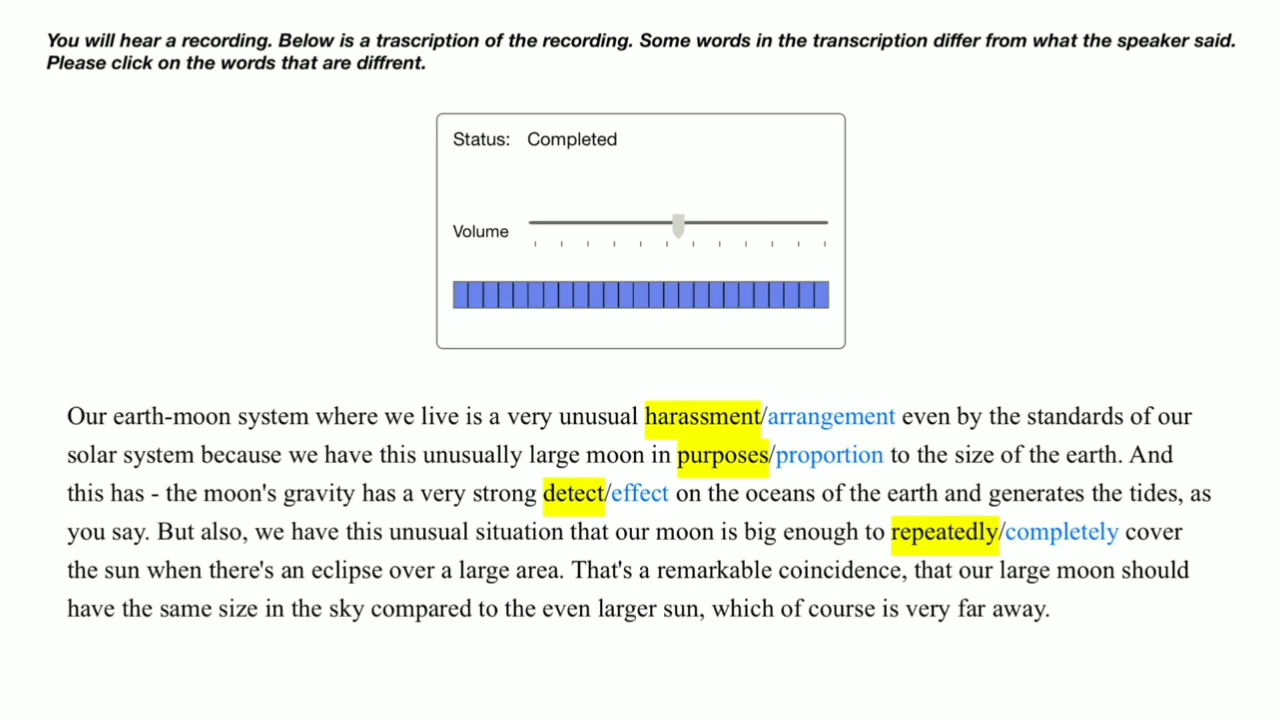 You will hear a recording. Below is a trascription of the recording. Some words in the transcription differ from what the speaker said.
Please click on the words that are diffrent.
Status: Completed
Volume
Our earth-moon system where we live is a very unusual harassment/arrangement even by the standards of our
solar system because we have this unusually large moon in purposes/proportion to the size of the earth. And
this has - the moon's gravity has a very strong detect/effect on the oceans of the earth and generates the tides, as
you say. But also, we have this unusual situation that our moon is big enough to repeatedly/completely cover
the sun when there's an eclipse over a large area. That's a remarkable coincidence, that our large moon should
have the same size in the sky compared to the even larger sun, which of course is very far away.